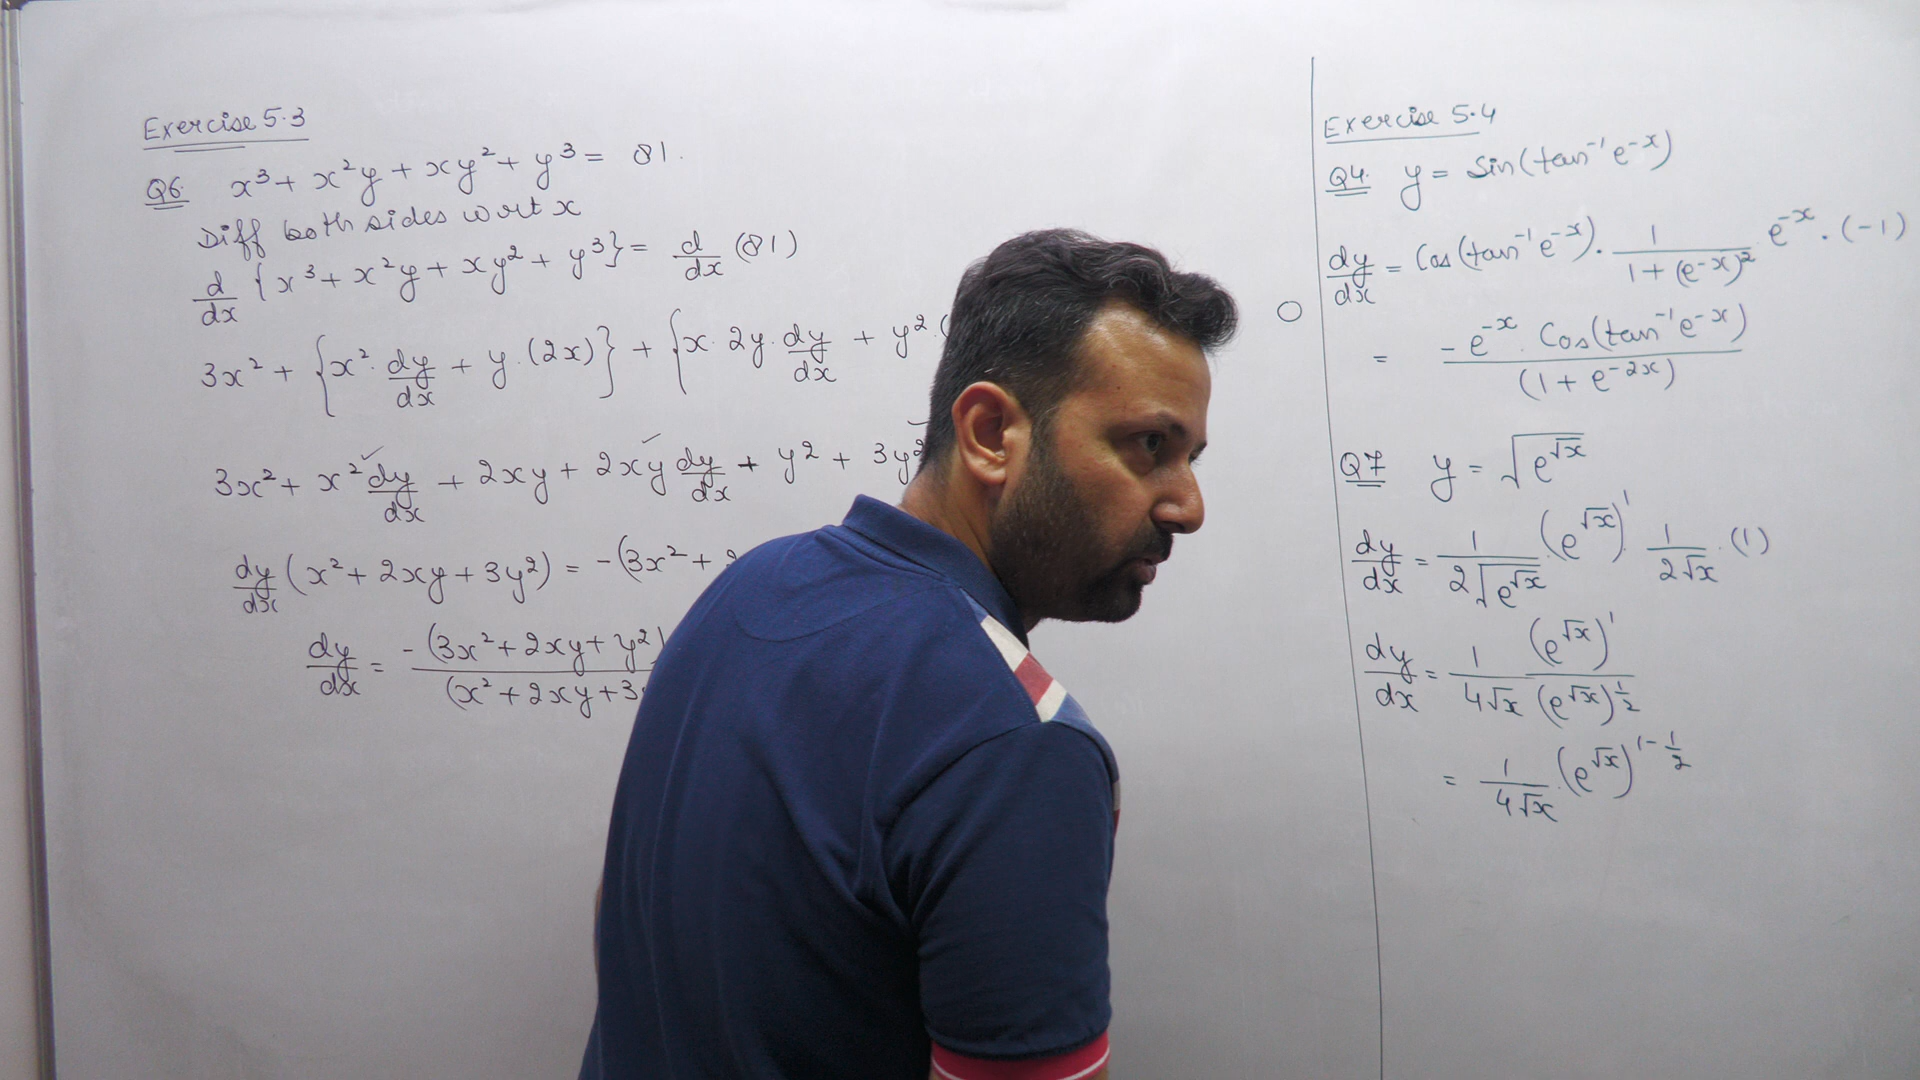 Exercise 5.3
Q6. x³ + x²y + xy² + y³ = 81.
Diff both sides wrt x
d/dx {x³ + x²y + xy² + y³} = d/dx (81)
3x² + {x². dy/dx + y.(2x)} + {x. 2y. dy/dx + y².(
3x² + x² dy/dx + 2xy + 2xy dy/dx + y² + 3y²
dy/dx (x² + 2xy + 3y²) = -(3x² +
dy/dx = -(3x² + 2xy + y²) / (x² + 2xy + 3
Exercise 5.4
Q4. y = Sin(tan⁻¹ e⁻ˣ)
dy/dx = Cos(tan⁻¹ e⁻ˣ). 1/(1 + (e⁻ˣ)²) e⁻ˣ. (-1)
= -e⁻ˣ. Cos(tan⁻¹ e⁻ˣ) / (1 + e⁻²ˣ)
Q7 y = √(e^√x)
dy/dx = 1/(2√(e^√x)) . (e^√x)¹ . 1/(2√x) . (1)
dy/dx = 1/(4√x) (e^√x)¹/(e^√x)^½
= 1/(4√x) . (e^√x)^(1-½)